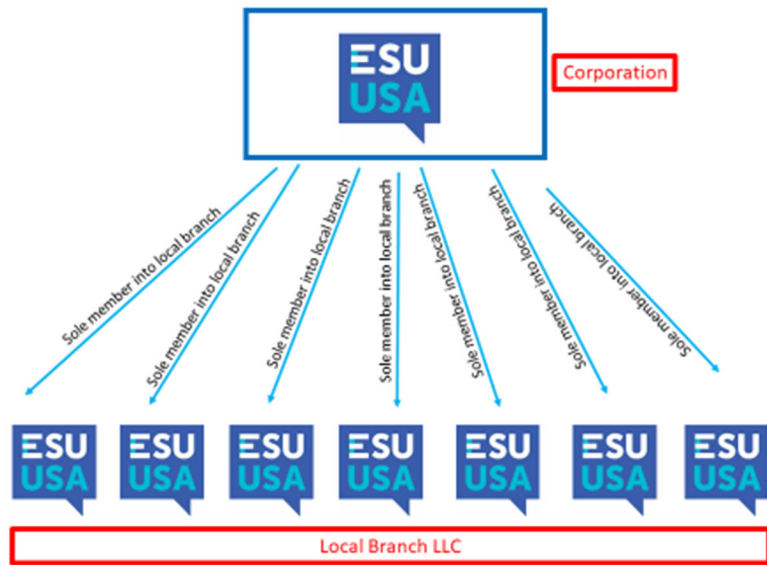 ESU
USA
Corporation
Sole member into local branch
Sole member into local branch
Sole member into local branch
Sole member into local branch
Sole member into local branch
Sole member into local branch
Sole member into local branch
ESU
USA
ESU
USA
ESU
USA
ESU
USA
ESU
USA
ESU
USA
ESU
USA
Local Branch LLC